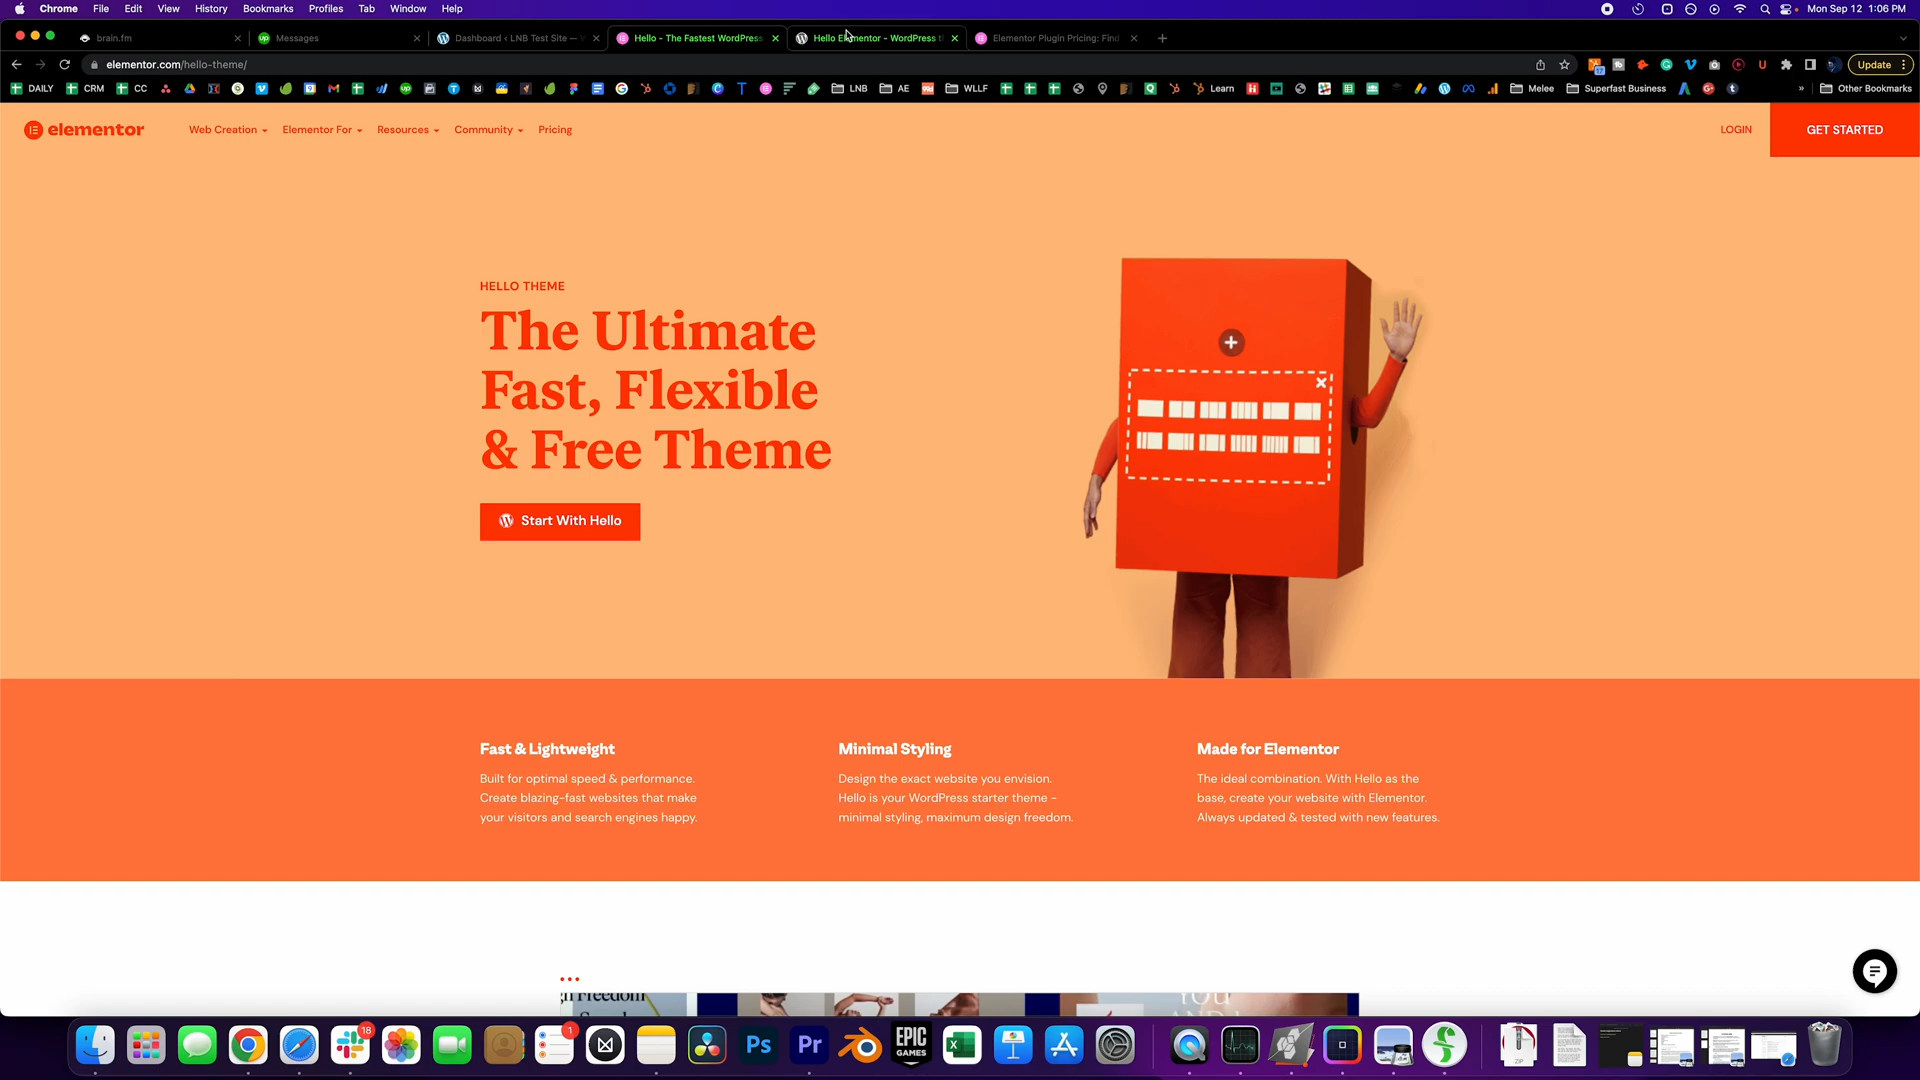 Chrome File Edit View History Bookmarks Profiles Tab Window Help Mon Sep 12 1:06 PM
brain.fm Messages Dashboard ‹ LNB Test Site — Hello - The Fastest WordPress Hello Elementor - WordPress Elementor Plugin Pricing: Find
elementor.com/hello-theme/ Update
DAILY CRM CC LNB AE WLLF Learn Melee Superfast Business Other Bookmarks
elementor Web Creation Elementor For Resources Community Pricing LOGIN GET STARTED
HELLO THEME
The Ultimate
Fast, Flexible
& Free Theme
Start With Hello
Fast & Lightweight
Built for optimal speed & performance.
Create blazing-fast websites that make
your visitors and search engines happy.
Minimal Styling
Design the exact website you envision.
Hello is your WordPress starter theme -
minimal styling, maximum design freedom.
Made for Elementor
The ideal combination. With Hello as the
base, create your website with Elementor.
Always updated & tested with new features.
18 1 Ps Pr EPIC GAMES ZIP